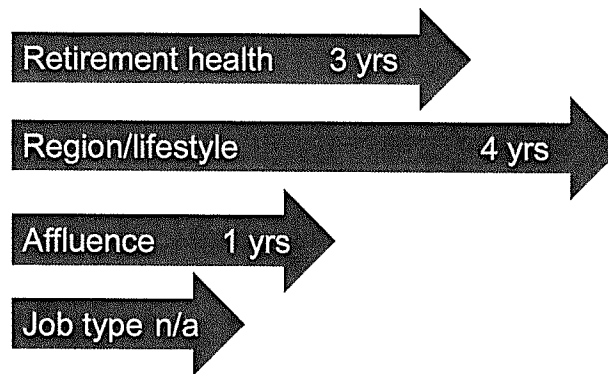 Retirement health 3 yrs
Region/lifestyle 4 yrs
Affluence 1 yrs
Job type n/a